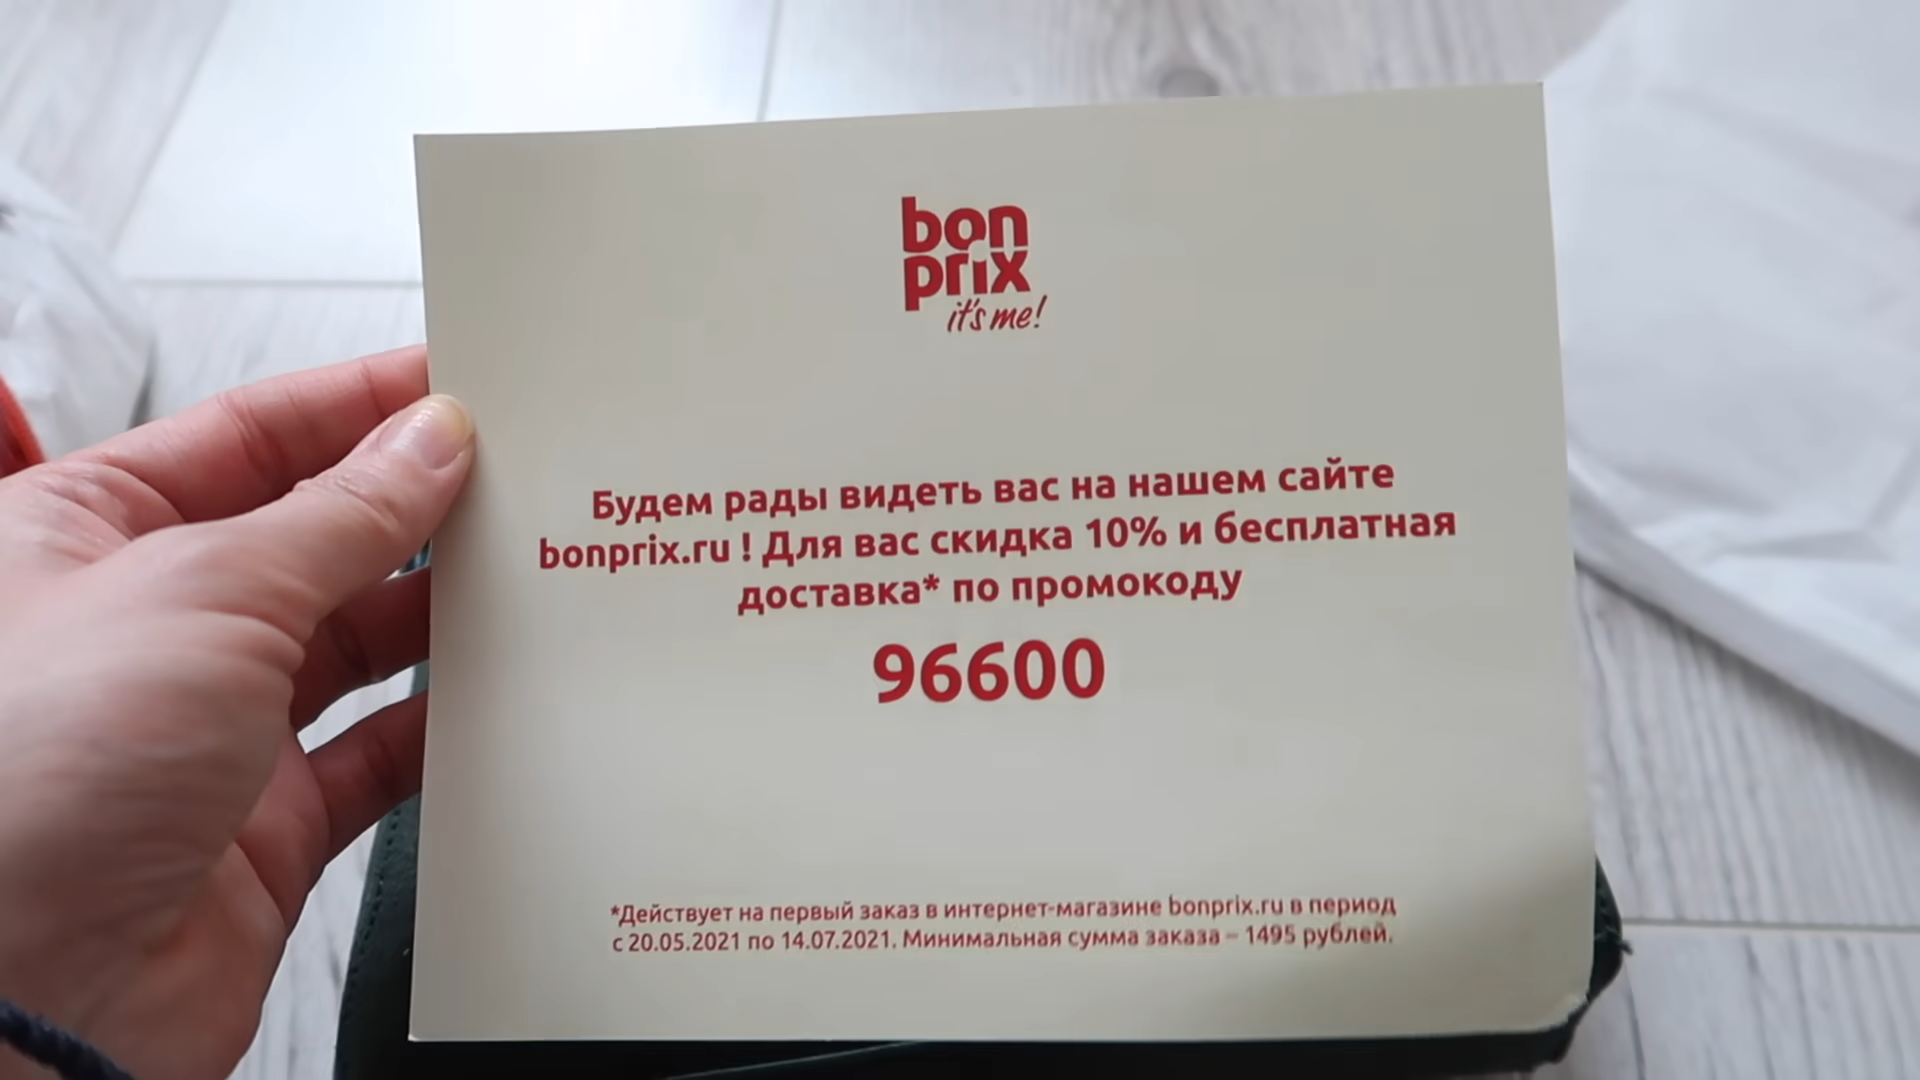 bon
prix
it's me!
Будем рады видеть вас на нашем сайте
bonprix.ru ! Для вас скидка 10% и бесплатная
доставка* по промокоду
96600
*Действует на первый заказ в интернет-магазине bonprix.ru в период
с 20.05.2021 по 14.07.2021. Минимальная сумма заказа – 1495 рублей.